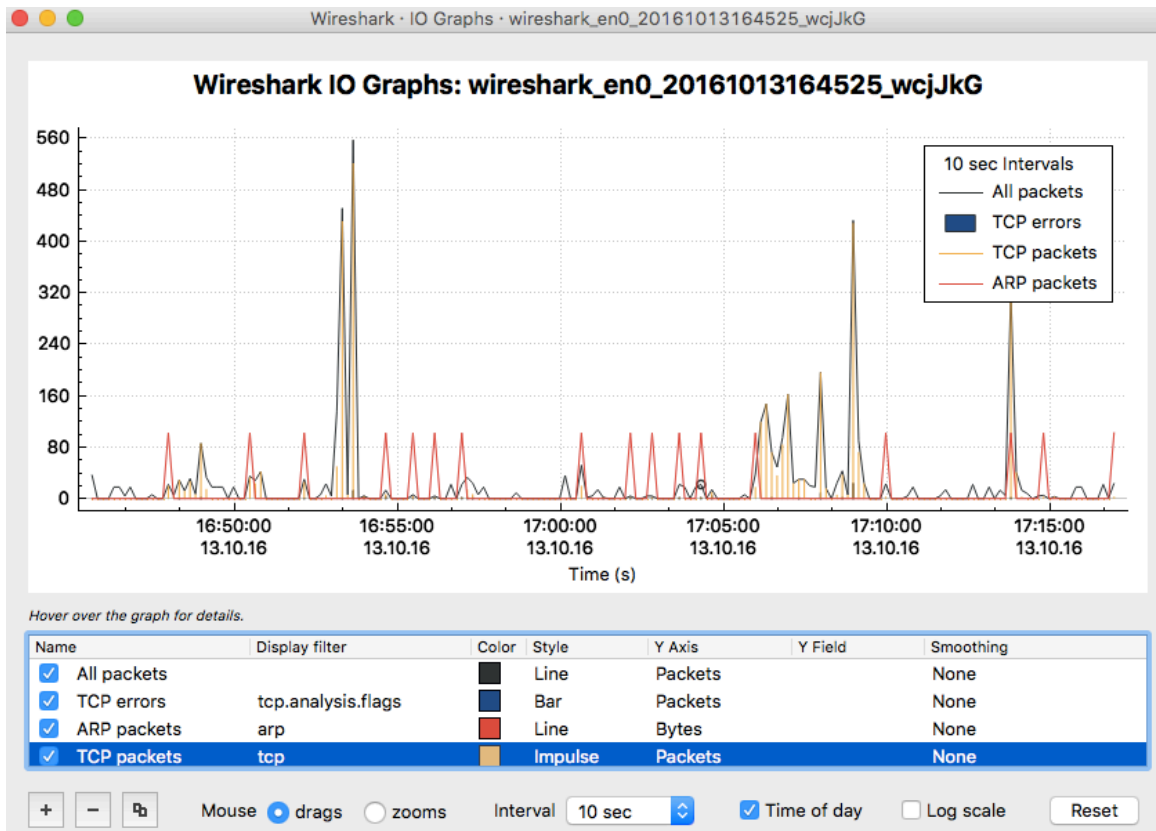 Wireshark · IO Graphs · wireshark_en0_20161013164525_wcjJkG
Wireshark IO Graphs: wireshark_en0_20161013164525_wcjJkG
560
480
400
320
240
160
80
0
10 sec Intervals
All packets
TCP errors
TCP packets
ARP packets
16:50:00 16:55:00 17:00:00 17:05:00 17:10:00 17:15:00
13.10.16 13.10.16 13.10.16 13.10.16 13.10.16 13.10.16
Time (s)
Hover over the graph for details.
Name Display filter Color Style Y Axis Y Field Smoothing
All packets Line Packets None
TCP errors tcp.analysis.flags Bar Packets None
ARP packets arp Line Bytes None
TCP packets tcp Impulse Packets None
+ − Mouse drags zooms Interval 10 sec Time of day Log scale Reset